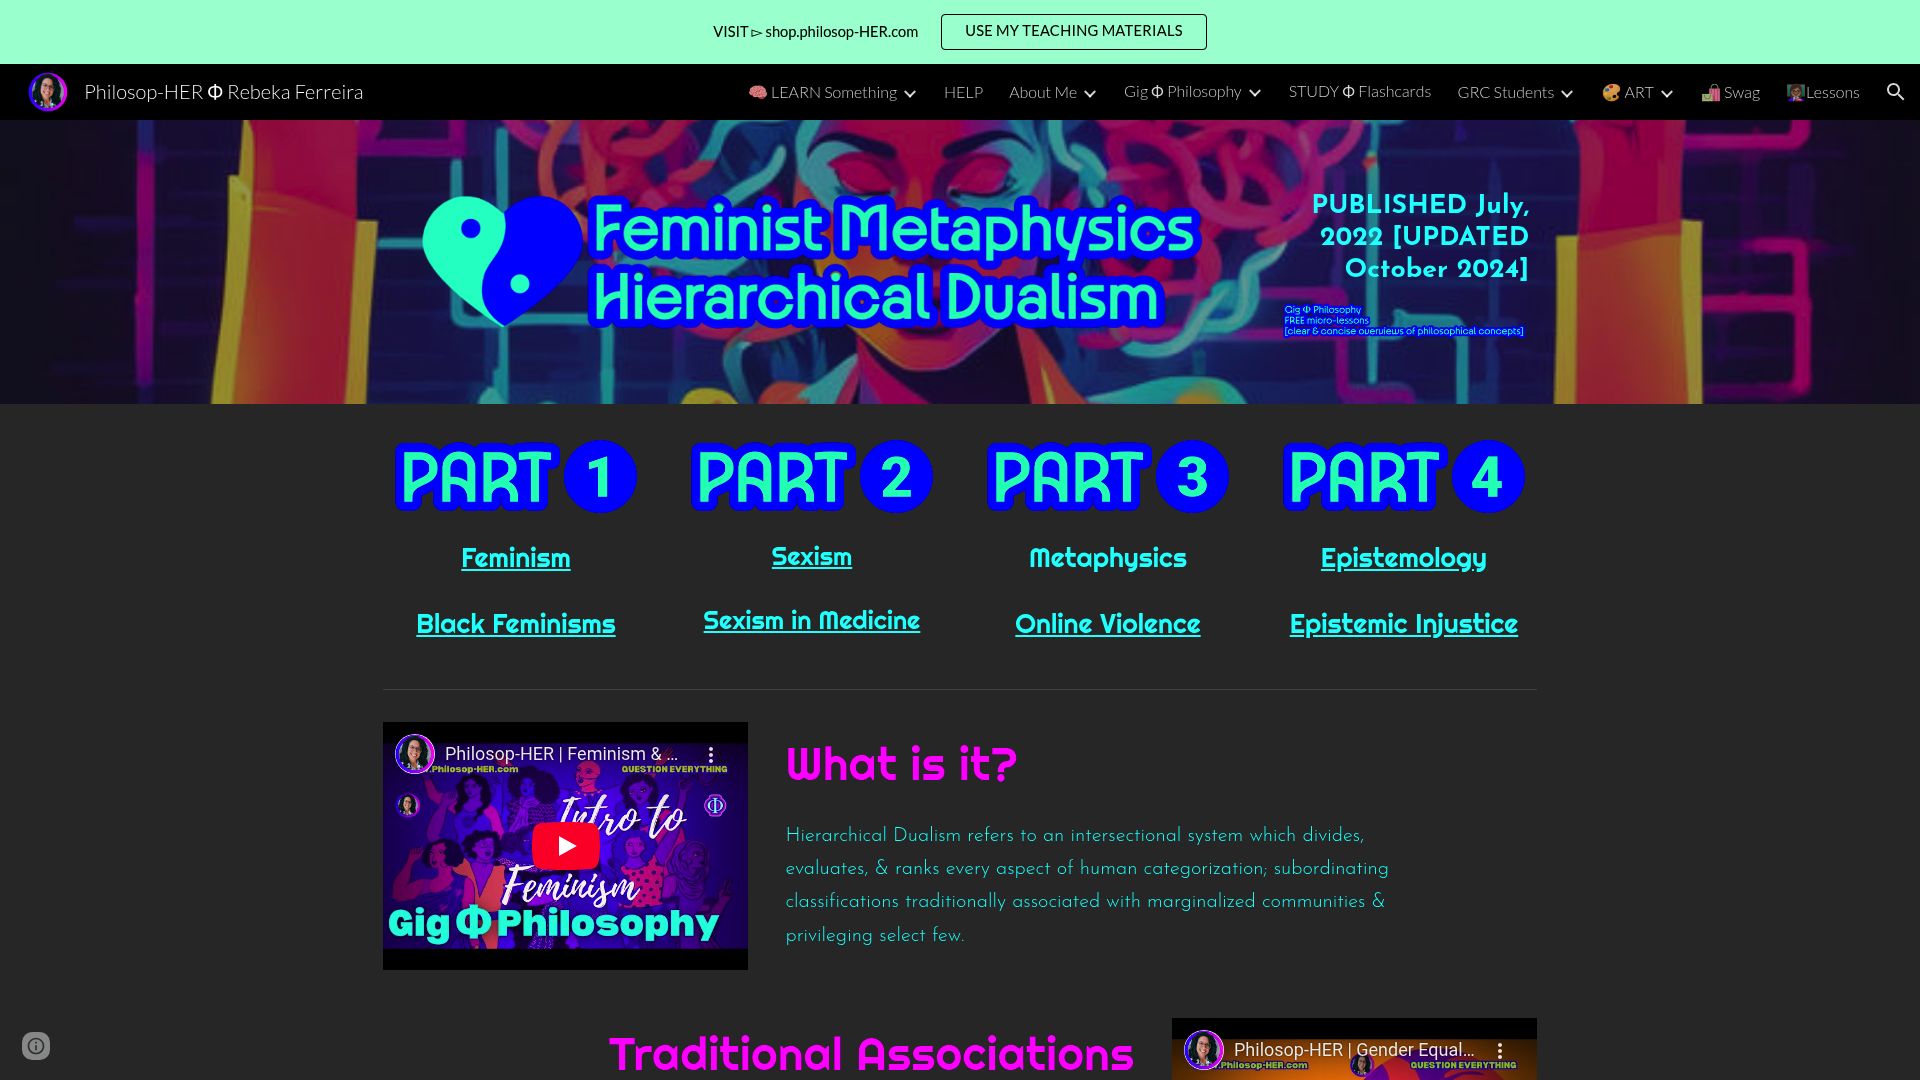 VISIT ▻ shop.philosop-HER.com
USE MY TEACHING MATERIALS
Philosop-HER Φ Rebeka Ferreira
🧠 LEARN Something
HELP
About Me
Gig Φ Philosophy
STUDY Φ Flashcards
GRC Students
🎨 ART
🛍️ Swag
👩🏽‍🏫Lessons
Feminist Metaphysics
Hierarchical Dualism
PUBLISHED July,
2022 [UPDATED
October 2024]
Gig Φ Philosophy
FREE micro-lessons
[clear & concise overviews of philosophical concepts]
PART 1
PART 2
PART 3
PART 4
Feminism
Sexism
Metaphysics
Epistemology
Black Feminisms
Sexism in Medicine
Online Violence
Epistemic Injustice
Philosop-HER | Feminism & ...
.Philosop-HER.com
QUESTION EVERYTHING
Intro to
Feminism
Gig Φ Philosophy
What is it?
Hierarchical Dualism refers to an intersectional system which divides,
evaluates, & ranks every aspect of human categorization; subordinating
classifications traditionally associated with marginalized communities &
privileging select few.
Traditional Associations
Philosop-HER | Gender Equal...
.Philosop-HER.com
QUESTION EVERYTHING